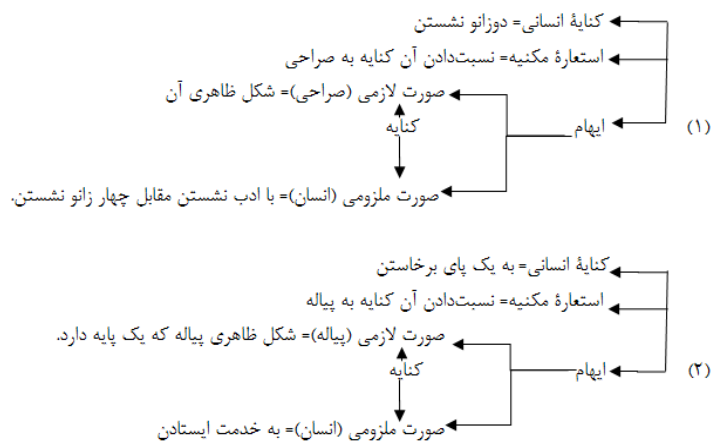 کنایهٔ انسانی= دوزانو نشستن
استعارهٔ مکنیه= نسبت‌دادن آن کنایه به صراحی
صورت لازمی (صراحی)= شکل ظاهری آن
(۱) ایهام کنایه
صورت ملزومی (انسان)= با ادب نشستن مقابل چهار زانو نشستن.
کنایهٔ انسانی= به یک پای برخاستن
استعارهٔ مکنیه= نسبت‌دادن آن کنایه به پیاله
صورت لازمی (پیاله)= شکل ظاهری پیاله که یک پایه دارد.
(۲) ایهام کنایه
صورت ملزومی (انسان)= به خدمت ایستادن